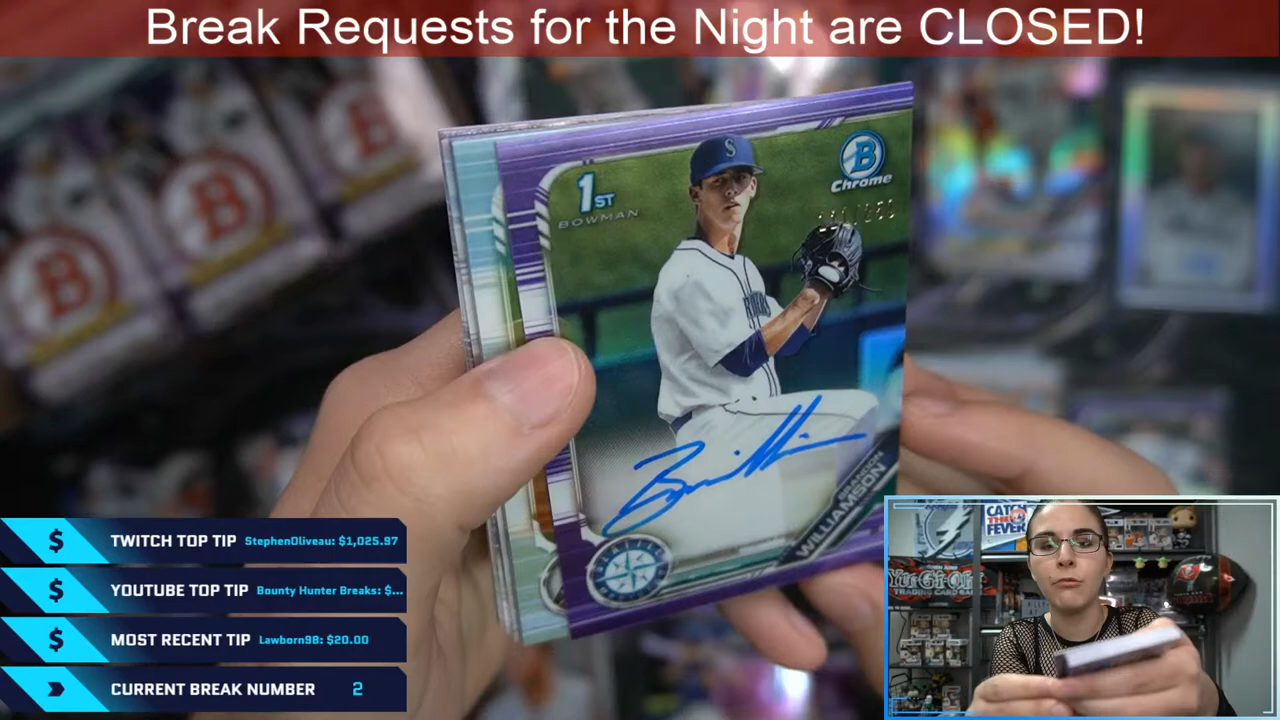 Break Requests for the Night are CLOSED!
1ST
BOWMAN
B
Chrome
S
BRANDON
WILLIAMSON
B
B
B
CATCH
THE
FEVER
Yu-Gi-Oh!
TRADING CARD GAME
$ TWITCH TOP TIP StephenOliveau: $1,025.97
$ YOUTUBE TOP TIP Bounty Hunter Breaks: $...
$ MOST RECENT TIP Lawborn98: $20.00
CURRENT BREAK NUMBER 2